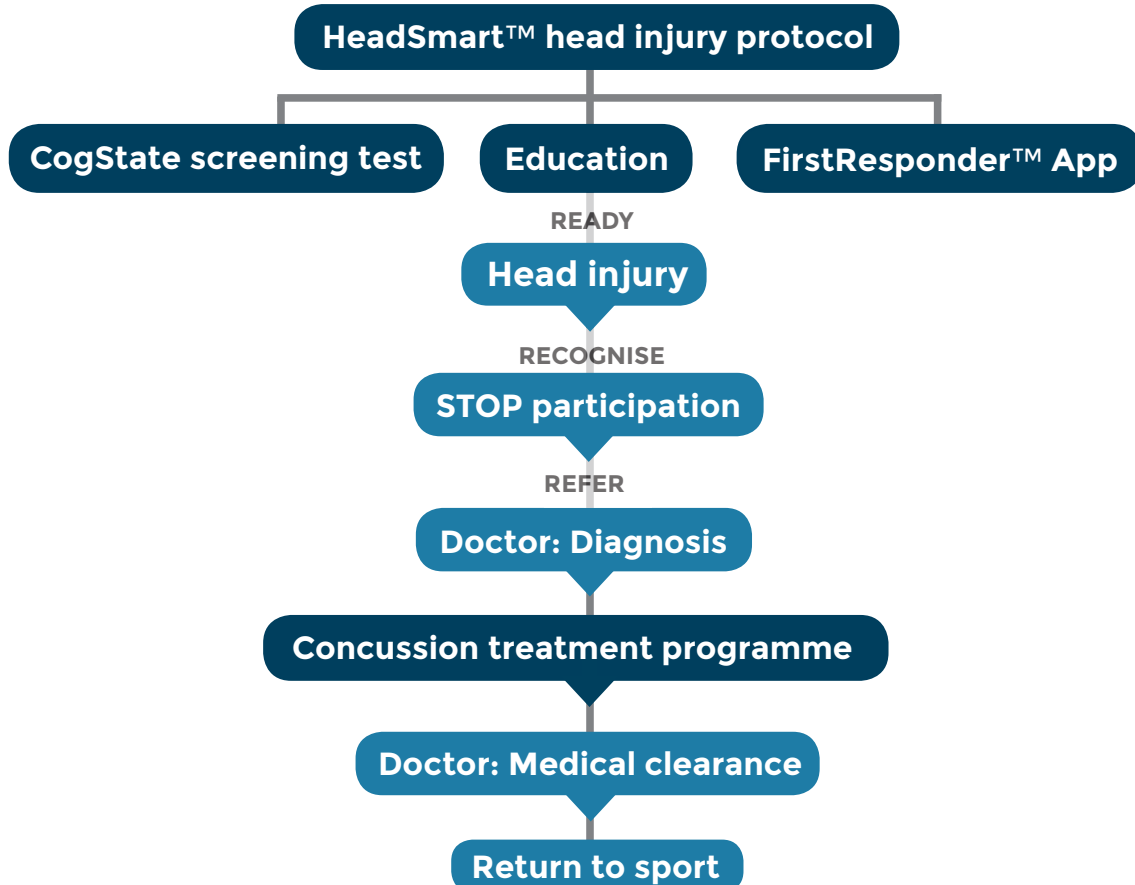 HeadSmart™ head injury protocol
CogState screening test
Education
FirstResponder™ App
READY
Head injury
RECOGNISE
STOP participation
REFER
Doctor: Diagnosis
Concussion treatment programme
Doctor: Medical clearance
Return to sport